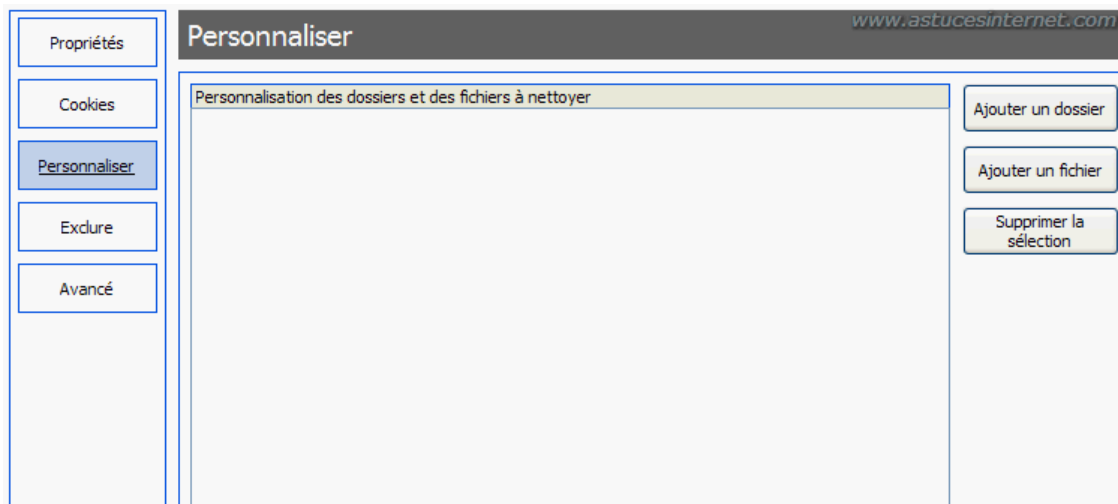 www.astucesinternet.com
Propriétés
Cookies
Personnaliser
Exclure
Avancé
Personnaliser
Personnalisation des dossiers et des fichiers à nettoyer
Ajouter un dossier
Ajouter un fichier
Supprimer la
sélection